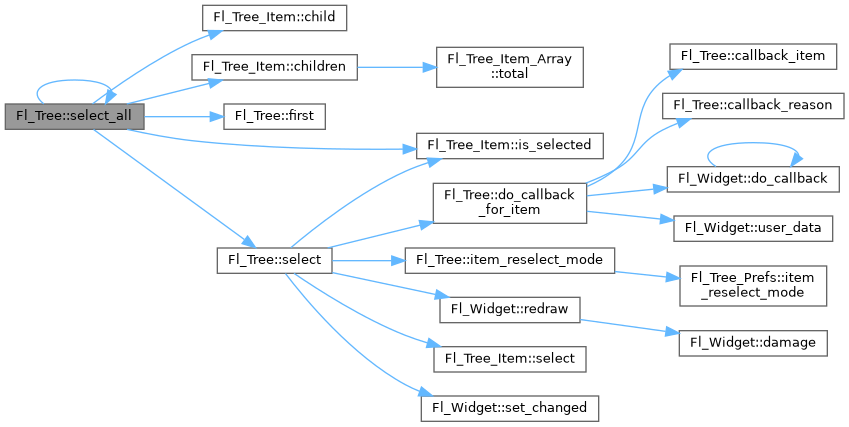 Fl_Tree_Item::child
Fl_Tree::callback_item
Fl_Tree_Item::children
Fl_Tree_Item_Array
::total
Fl_Tree::callback_reason
Fl_Tree::select_all
Fl_Tree::first
Fl_Tree_Item::is_selected
Fl_Widget::do_callback
Fl_Tree::do_callback
_for_item
Fl_Widget::user_data
Fl_Tree::select
Fl_Tree::item_reselect_mode
Fl_Tree_Prefs::item
_reselect_mode
Fl_Widget::redraw
Fl_Widget::damage
Fl_Tree_Item::select
Fl_Widget::set_changed